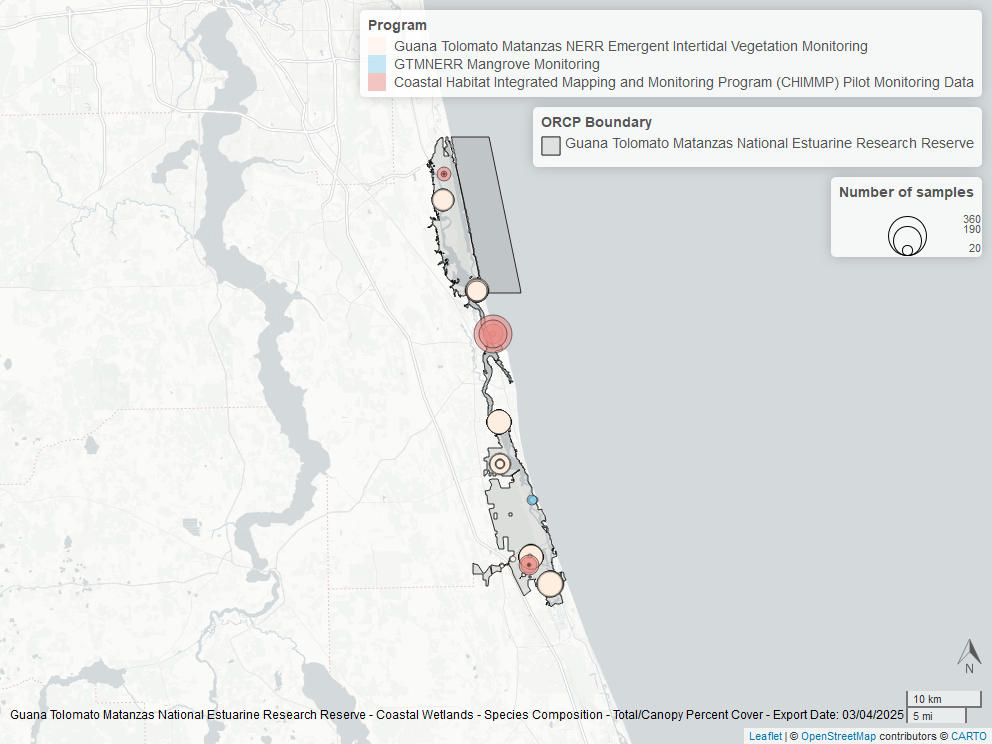 Program
Guana Tolomato Matanzas NERR Emergent Intertidal Vegetation Monitoring
GTMNERR Mangrove Monitoring
Coastal Habitat Integrated Mapping and Monitoring Program (CHIMMP) Pilot Monitoring Data
ORCP Boundary
Guana Tolomato Matanzas National Estuarine Research Reserve
Number of samples
360
190
20
N
10 km
5 mi
Guana Tolomato Matanzas National Estuarine Research Reserve - Coastal Wetlands - Species Composition - Total/Canopy Percent Cover - Export Date: 03/04/2025
Leaflet | © OpenStreetMap contributors © CARTO